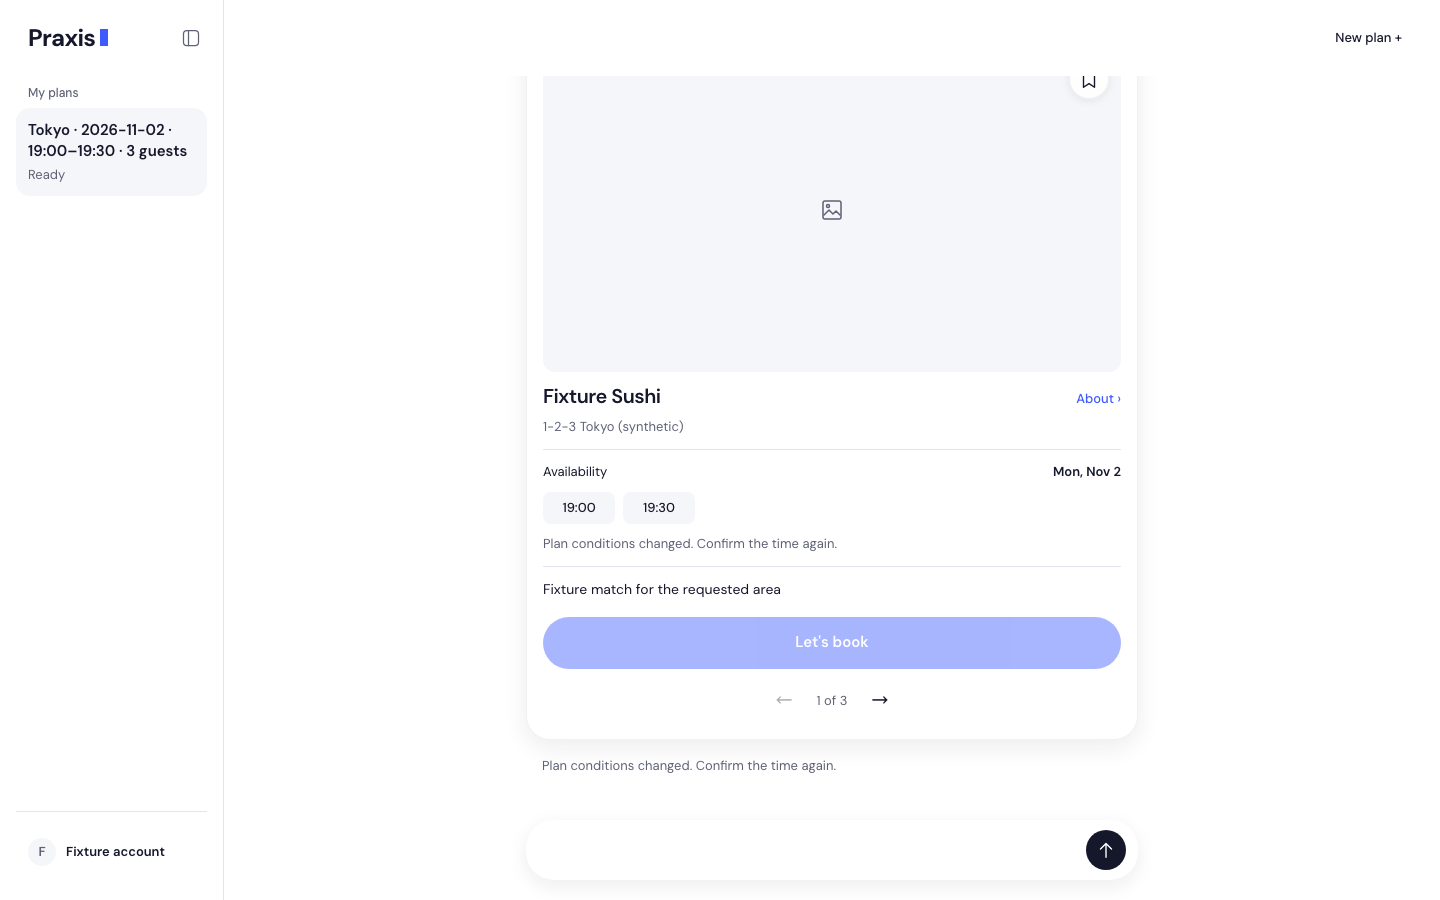 Praxis
New plan +
My plans
Tokyo · 2026-11-02 ·
19:00–19:30 · 3 guests
Ready
Fixture Sushi
About ›
1-2-3 Tokyo (synthetic)
Availability
Mon, Nov 2
19:00
19:30
Plan conditions changed. Confirm the time again.
Fixture match for the requested area
Let's book
← 1 of 3 →
Plan conditions changed. Confirm the time again.
F
Fixture account